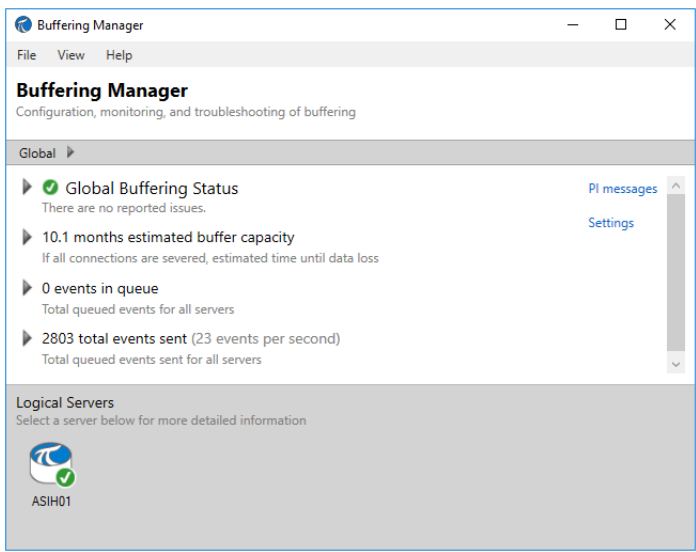 Buffering Manager
File View Help
Buffering Manager
Configuration, monitoring, and troubleshooting of buffering
Global
Global Buffering Status
PI messages
There are no reported issues.
Settings
10.1 months estimated buffer capacity
If all connections are severed, estimated time until data loss
0 events in queue
Total queued events for all servers
2803 total events sent (23 events per second)
Total queued events sent for all servers
Logical Servers
Select a server below for more detailed information
ASIH01